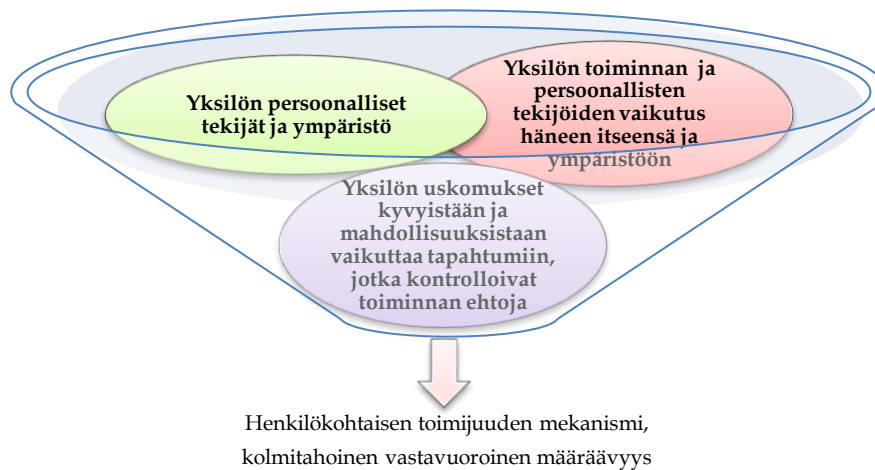 Yksilön persoonalliset
tekijät ja ympäristö
Yksilön toiminnan ja
persoonallisten
tekijöiden vaikutus
häneen itseensä ja
ympäristöön
Yksilön uskomukset
kyvyistään ja
mahdollisuuksistaan
vaikuttaa tapahtumiin,
jotka kontrolloivat
toiminnan ehtoja
Henkilökohtaisen toimijuuden mekanismi,
kolmitahoinen vastavuoroinen määräävyys